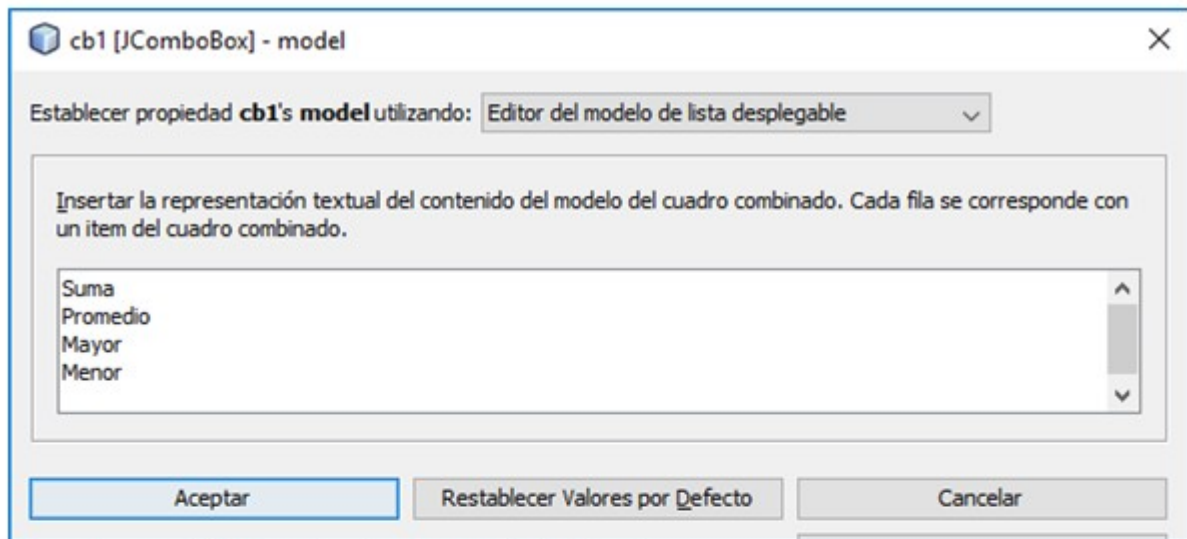 cb1 [JComboBox] - model
Establecer propiedad cb1's model utilizando: Editor del modelo de lista desplegable
Insertar la representación textual del contenido del modelo del cuadro combinado. Cada fila se corresponde con
un item del cuadro combinado.
Suma
Promedio
Mayor
Menor
Aceptar Restablecer Valores por Defecto Cancelar